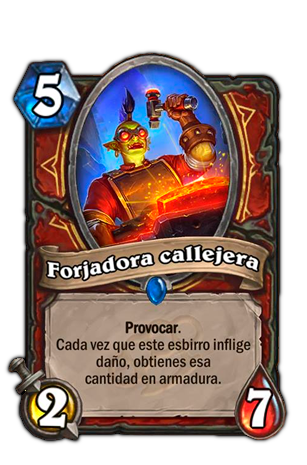 5
Forjadora callejera
Provocar.
Cada vez que este esbirro inflige
daño, obtienes esa
cantidad en armadura.
2
7